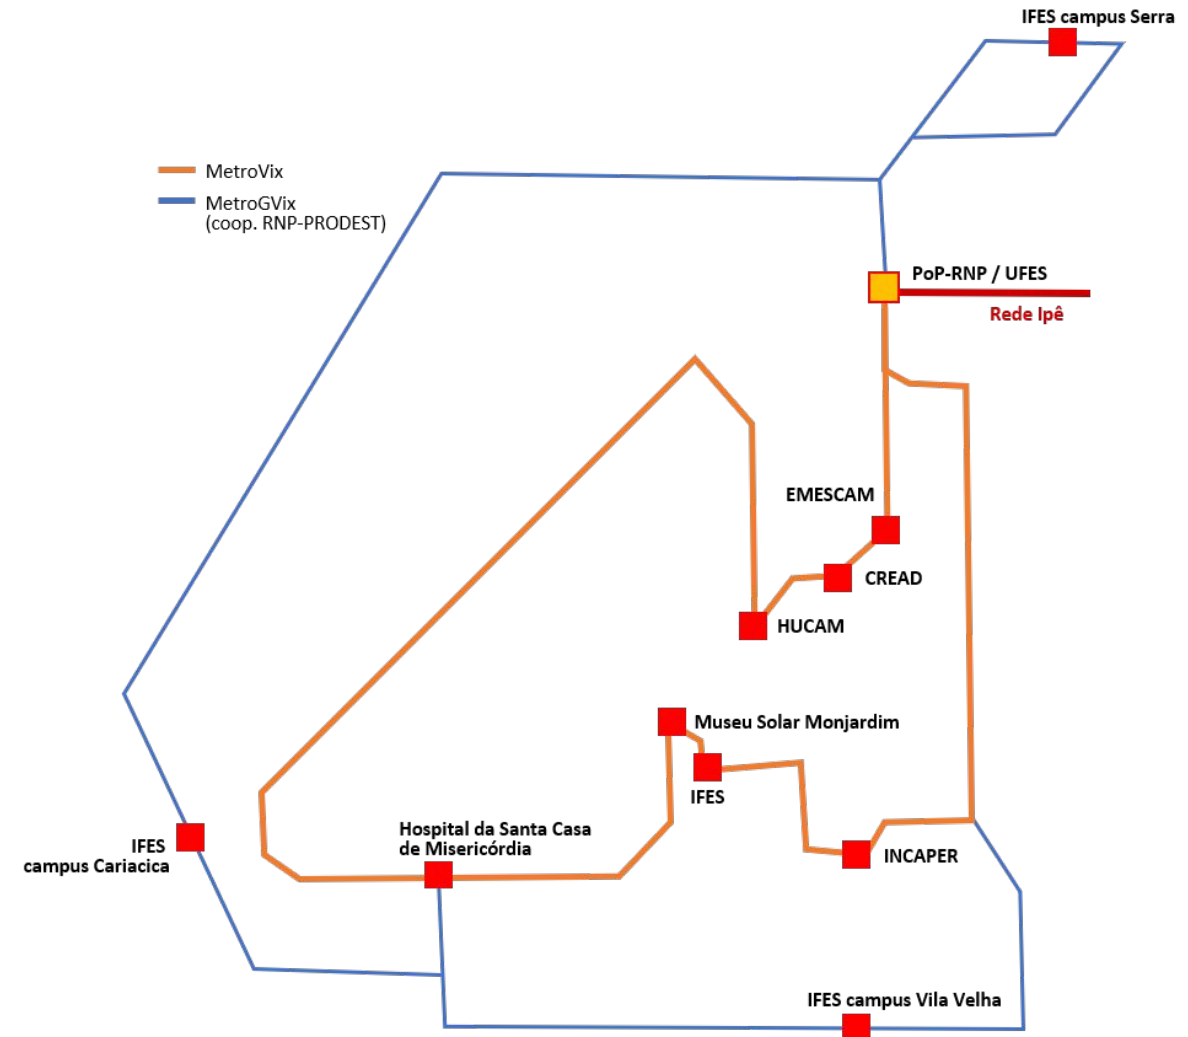 IFES campus Serra
MetroVix
MetroGVix
(coop. RNP-PRODEST)
PoP-RNP / UFES
Rede Ipê
EMESCAM
CREAD
HUCAM
Museu Solar Monjardim
IFES
Hospital da Santa Casa
de Misericórdia
IFES
campus Cariacica
INCAPER
IFES campus Vila Velha